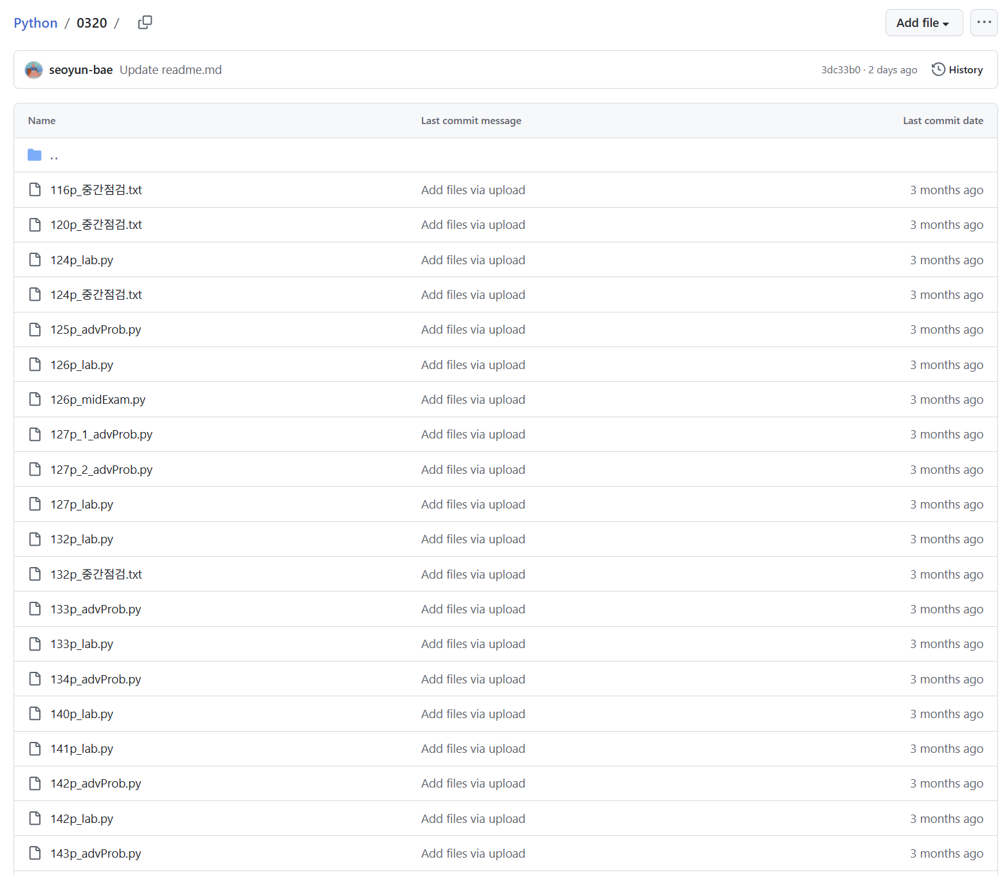 Python / 0320 /
Add file
seoyun-bae Update readme.md
3dc33b0 · 2 days ago History
Name Last commit message Last commit date
..
116p_중간점검.txt Add files via upload 3 months ago
120p_중간점검.txt Add files via upload 3 months ago
124p_lab.py Add files via upload 3 months ago
124p_중간점검.txt Add files via upload 3 months ago
125p_advProb.py Add files via upload 3 months ago
126p_lab.py Add files via upload 3 months ago
126p_midExam.py Add files via upload 3 months ago
127p_1_advProb.py Add files via upload 3 months ago
127p_2_advProb.py Add files via upload 3 months ago
127p_lab.py Add files via upload 3 months ago
132p_lab.py Add files via upload 3 months ago
132p_중간점검.txt Add files via upload 3 months ago
133p_advProb.py Add files via upload 3 months ago
133p_lab.py Add files via upload 3 months ago
134p_advProb.py Add files via upload 3 months ago
140p_lab.py Add files via upload 3 months ago
141p_lab.py Add files via upload 3 months ago
142p_advProb.py Add files via upload 3 months ago
142p_lab.py Add files via upload 3 months ago
143p_advProb.py Add files via upload 3 months ago